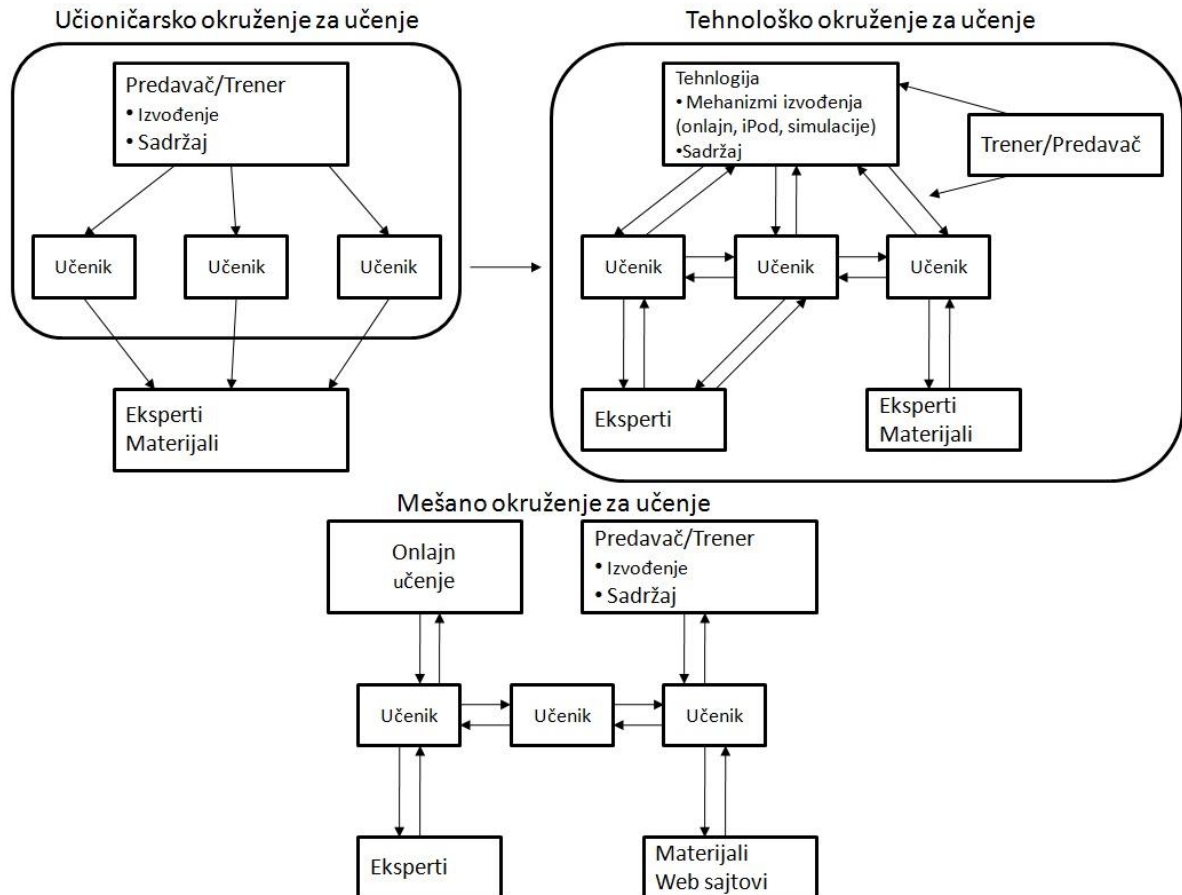 Učioničarsko okruženje za učenje
Predavač/Trener
• Izvođenje
• Sadržaj
Učenik
Učenik
Učenik
Eksperti
Materijali
Tehnološko okruženje za učenje
Tehnlogija
• Mehanizmi izvođenja
(onlajn, iPod, simulacije)
•Sadržaj
Trener/Predavač
Učenik
Učenik
Učenik
Eksperti
Eksperti
Materijali
Mešano okruženje za učenje
Onlajn
učenje
Predavač/Trener
• Izvođenje
• Sadržaj
Učenik
Učenik
Učenik
Eksperti
Materijali
Web sajtovi